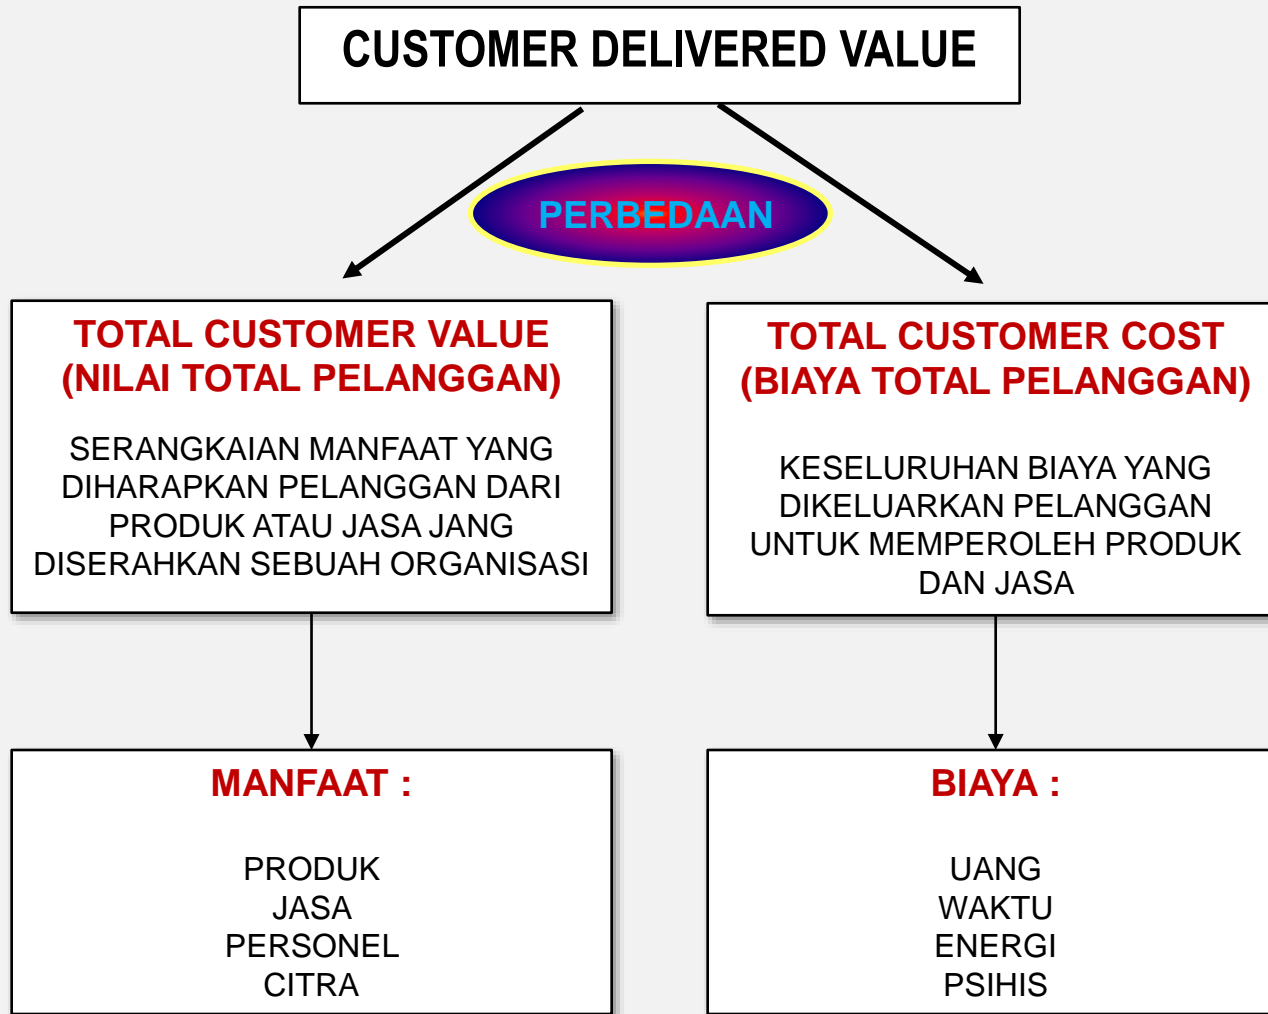 CUSTOMER DELIVERED VALUE
PERBEDAAN
TOTAL CUSTOMER VALUE
(NILAI TOTAL PELANGGAN)
SERANGKAIAN MANFAAT YANG
DIHARAPKAN PELANGGAN DARI
PRODUK ATAU JASA JANG
DISERAHKAN SEBUAH ORGANISASI
TOTAL CUSTOMER COST
(BIAYA TOTAL PELANGGAN)
KESELURUHAN BIAYA YANG
DIKELUARKAN PELANGGAN
UNTUK MEMPEROLEH PRODUK
DAN JASA
MANFAAT :
PRODUK
JASA
PERSONEL
CITRA
BIAYA :
UANG
WAKTU
ENERGI
PSIHIS